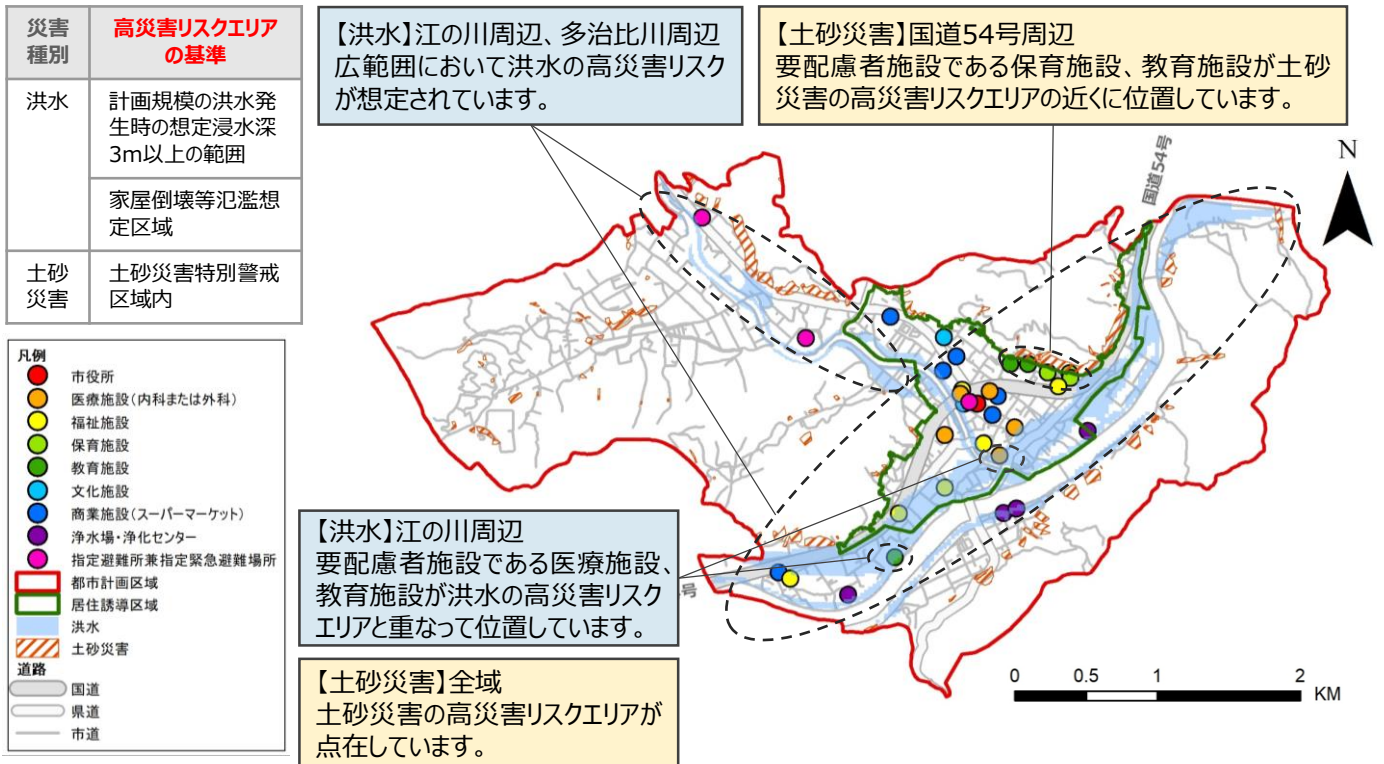 災害
種別
高災害リスクエリア
の基準
洪水
計画規模の洪水発
生時の想定浸水深
3m以上の範囲
家屋倒壊等氾濫想
定区域
土砂
災害
土砂災害特別警戒
区域内
【洪水】江の川周辺、多治比川周辺
広範囲において洪水の高災害リスク
が想定されています。
【土砂災害】国道54号周辺
要配慮者施設である保育施設、教育施設が土砂
災害の高災害リスクエリアの近くに位置しています。
国道54号
N
凡例
市役所
医療施設(内科または外科)
福祉施設
保育施設
教育施設
文化施設
商業施設(スーパーマーケット)
浄水場・浄化センター
指定避難所兼指定緊急避難場所
都市計画区域
居住誘導区域
洪水
土砂災害
道路
国道
県道
市道
【洪水】江の川周辺
要配慮者施設である医療施設、
教育施設が洪水の高災害リスク
エリアと重なって位置しています。
号
【土砂災害】全域
土砂災害の高災害リスクエリアが
点在しています。
0 0.5 1 2
KM